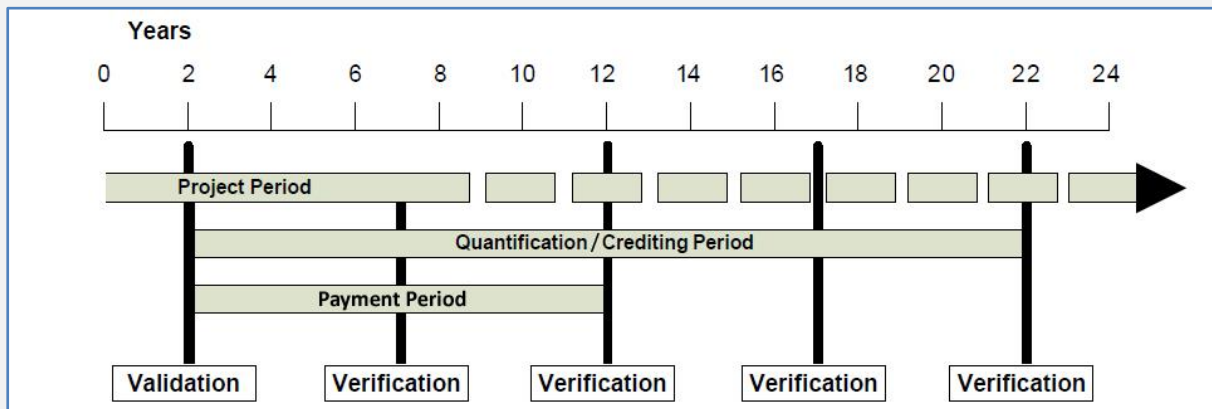 Years
0 2 4 6 8 10 12 14 16 18 20 22 24
Project Period
Quantification / Crediting Period
Payment Period
Validation Verification Verification Verification Verification